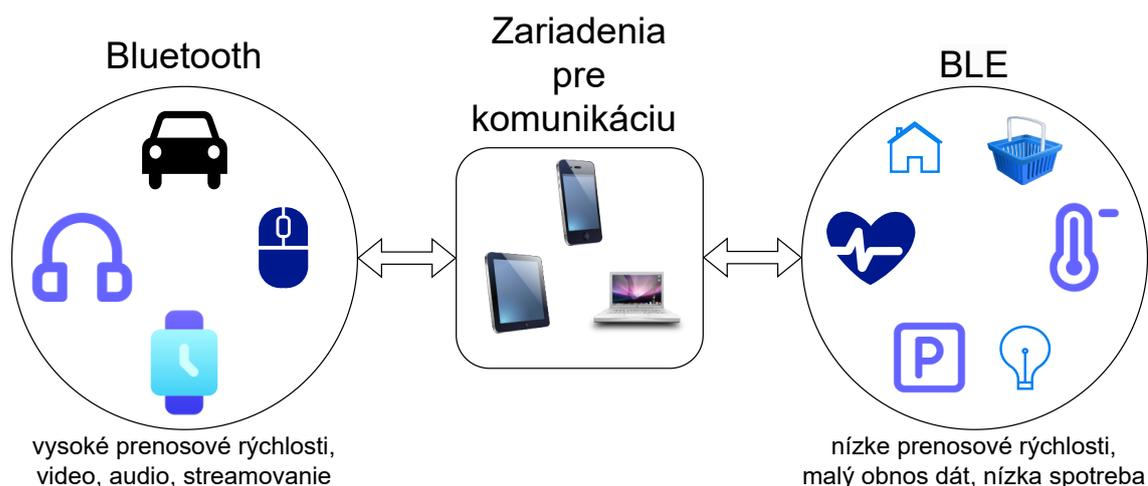 Bluetooth
Zariadenia
pre
komunikáciu
BLE
P
vysoké prenosové rýchlosti,
video, audio, streamovanie
nízke prenosové rýchlosti,
malý obnos dát, nízka spotreba